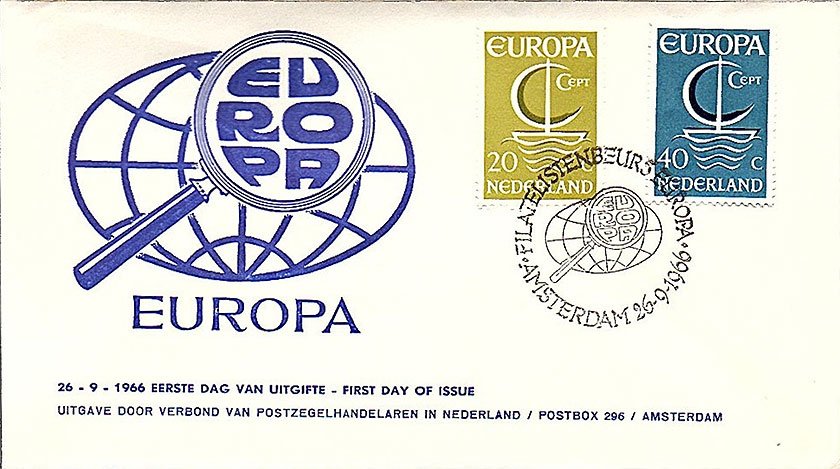 EU
RO
PA
EUROPA
26 - 9 - 1966 EERSTE DAG VAN UITGIFTE - FIRST DAY OF ISSUE
UITGAVE DOOR VERBOND VAN POSTZEGELHANDELAREN IN NEDERLAND / POSTBOX 296 / AMSTERDAM
EUROPA
CEPT
20
NEDERLAND
EUROPA
CEPT
40 C
NEDERLAND
FILATELISTENBEURS EUROPA
AMSTERDAM 26-9-1966
EU
RO
PA